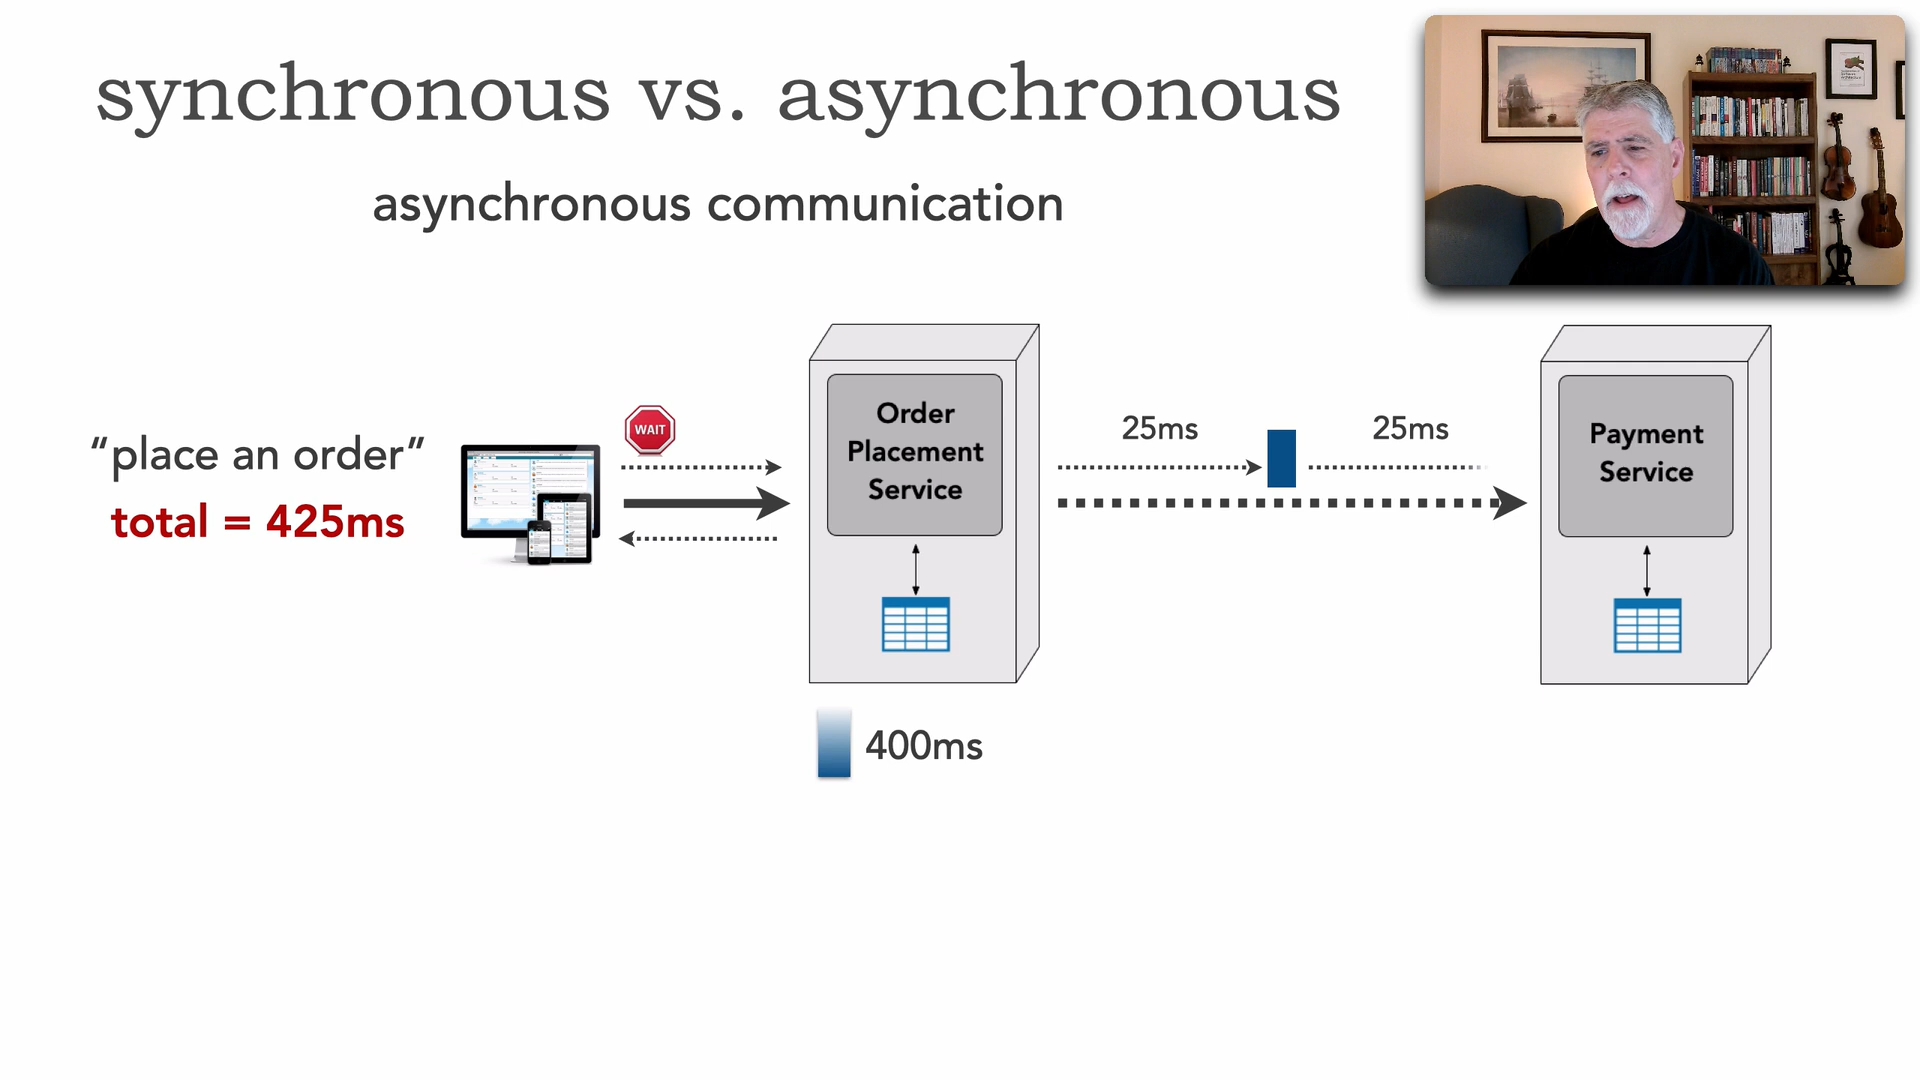 synchronous vs. asynchronous
asynchronous communication
“place an order”
total = 425ms
WAIT
Order
Placement
Service
25ms
25ms
Payment
Service
400ms